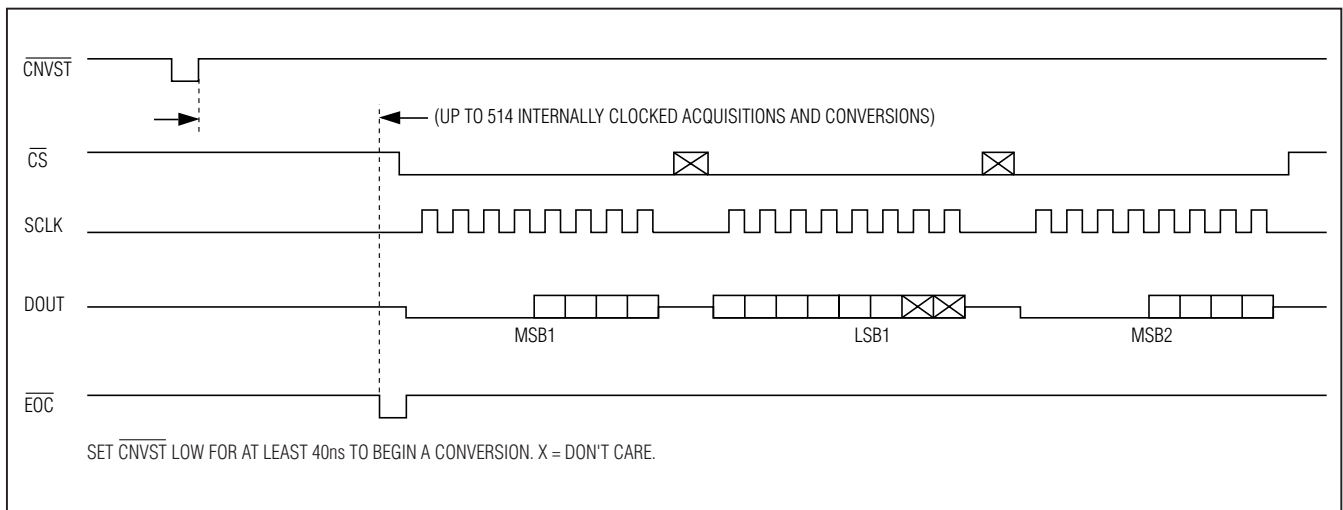 CNVST
(UP TO 514 INTERNALLY CLOCKED ACQUISITIONS AND CONVERSIONS)
CS
SCLK
DOUT
MSB1
LSB1
MSB2
EOC
SET CNVST LOW FOR AT LEAST 40ns TO BEGIN A CONVERSION. X = DON'T CARE.